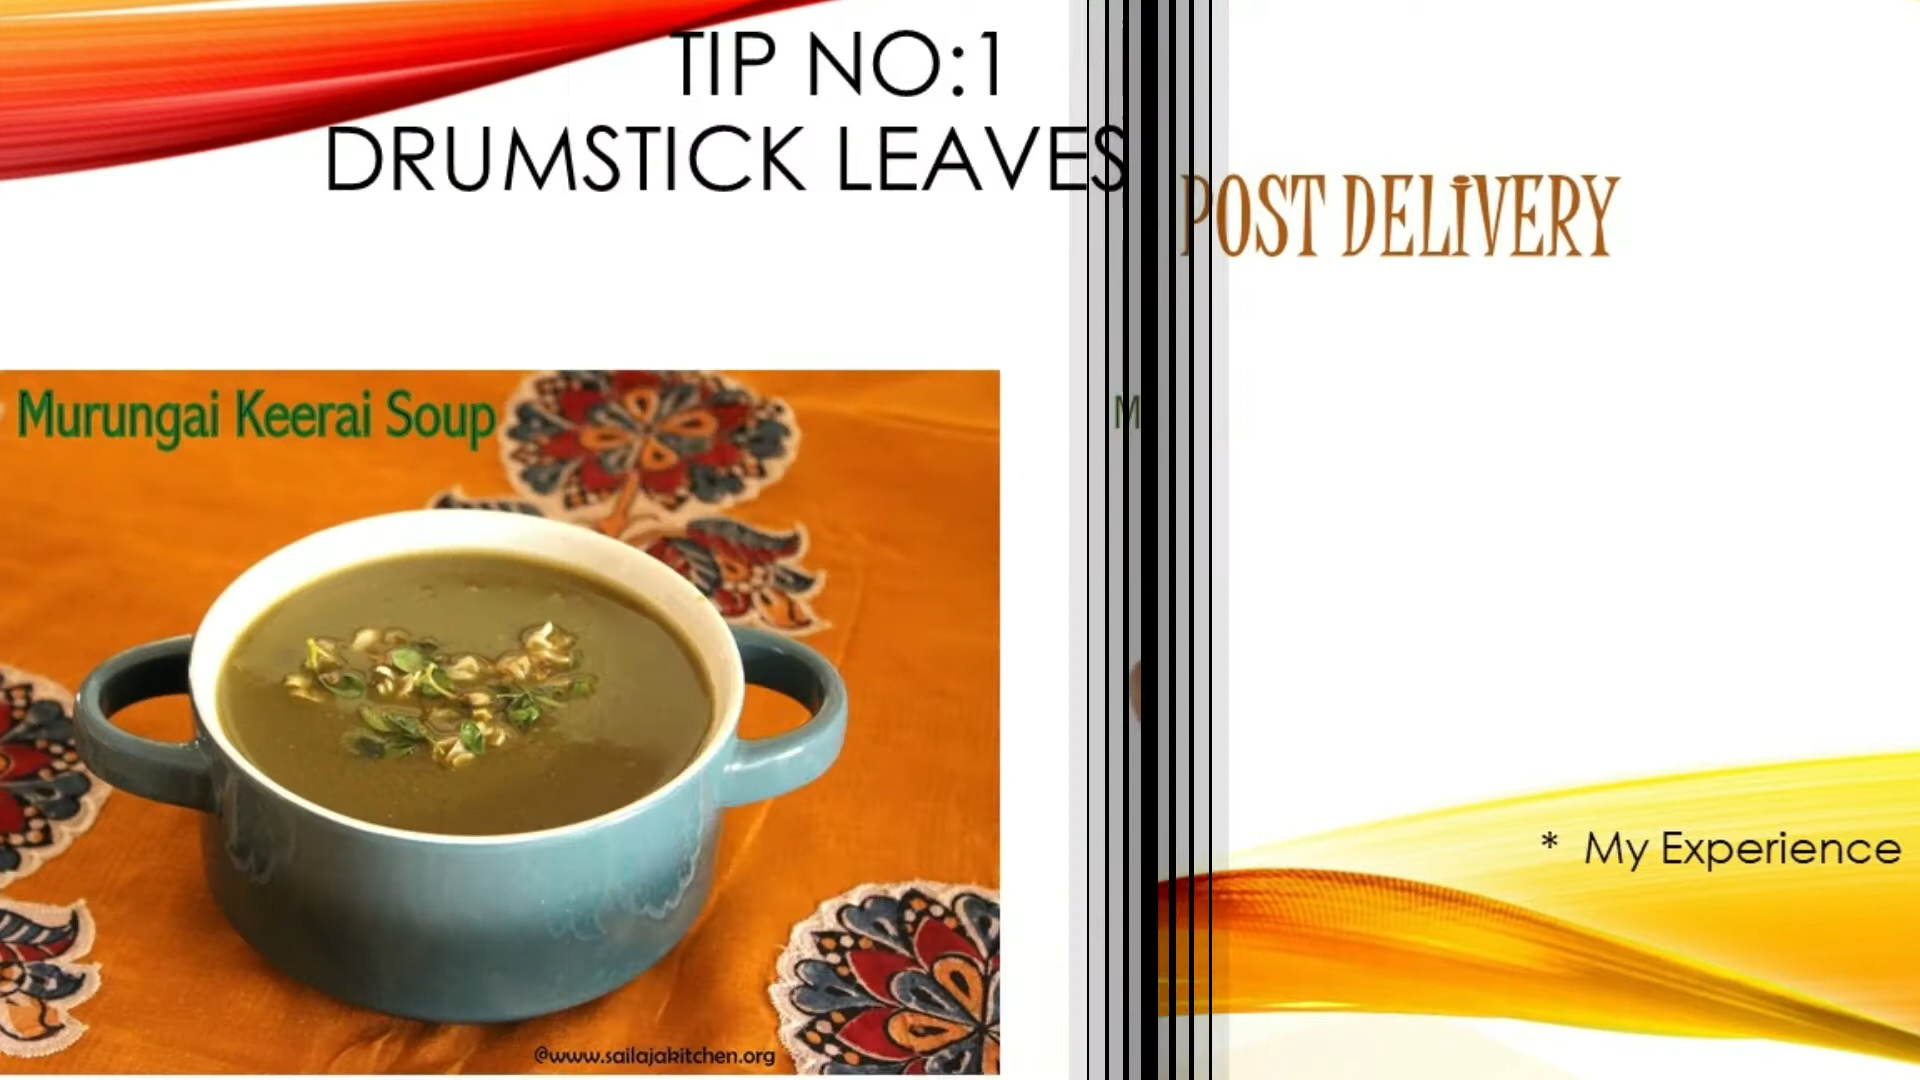 TIP NO:1
DRUMSTICK LEAVES
Murungai Keerai Soup
@www.sailajakitchen.org
M
POST DELIVERY
* My Experience